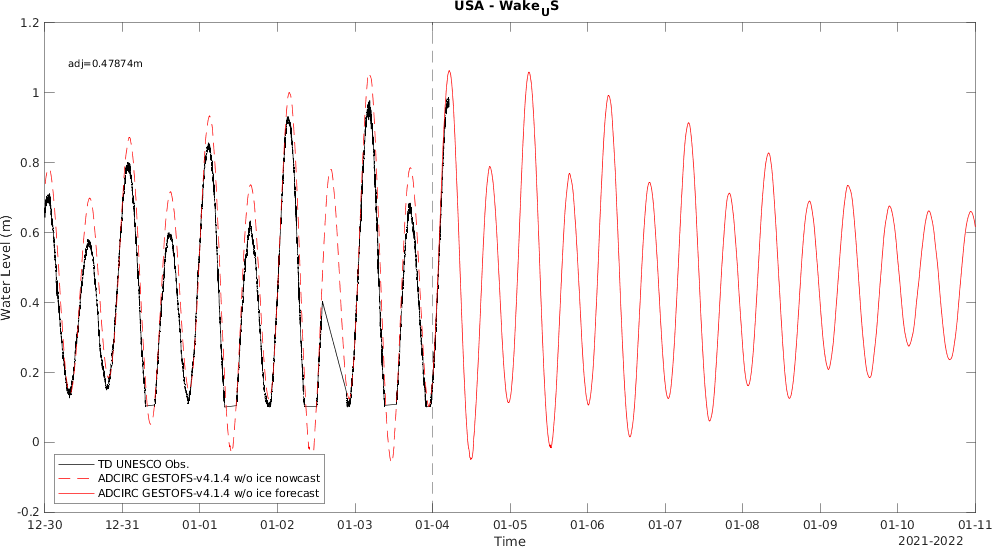 USA - Wake_US
1.2
adj=0.47874m
1
0.8
0.6
0.4
0.2
0
-0.2
Water Level (m)
TD UNESCO Obs.
ADCIRC GESTOFS-v4.1.4 w/o ice nowcast
ADCIRC GESTOFS-v4.1.4 w/o ice forecast
12-30 12-31 01-01 01-02 01-03 01-04 01-05 01-06 01-07 01-08 01-09 01-10 01-11
Time
2021-2022